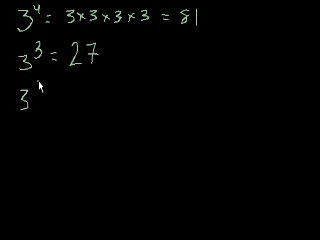 3⁴ = 3×3×3×3 = 81
3³ = 27
3